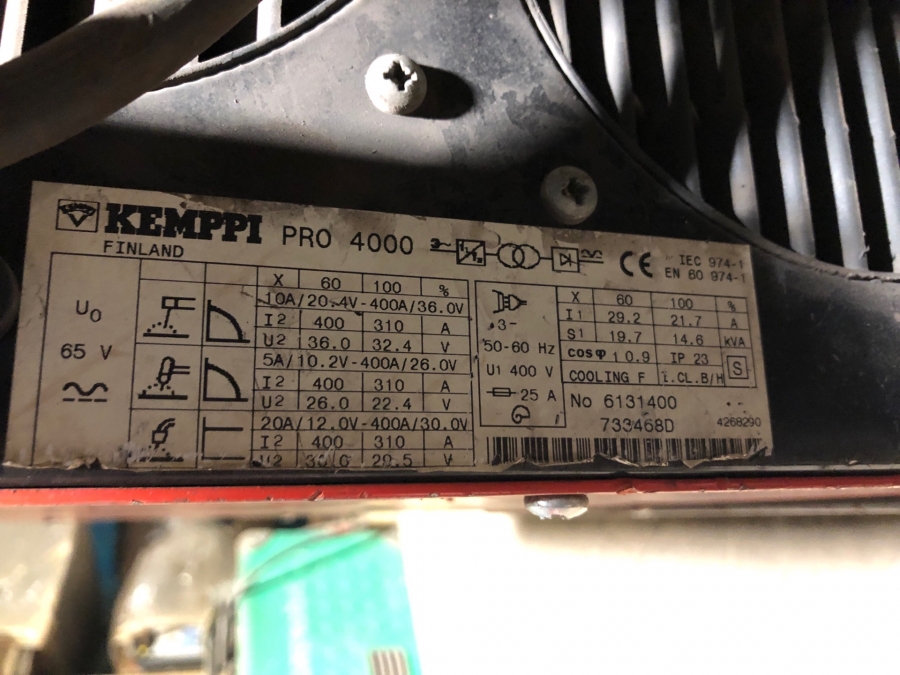 KEMPPI PRO 4000
FINLAND
CE
IEC 974-1
EN 60 974-1
U0
65 V
X 60 100 %
10A/20.4V-400A/36.0V
I2 400 310 A
U2 36.0 32.4 V
5A/10.2V-400A/26.0V
I2 400 310 A
U2 26.0 22.4 V
20A/12.0V-400A/30.0V
I2 400 310 A
U2 30.0 V
3~
50-60 Hz
U1 400 V
25 A
X 60 100 %
I1 29.2 21.7 A
S1 19.7 14.6 kVA
cosφ 0.9 IP 23
S
COOLING F I.CL.B/H
No 6131400
733468D
4268290